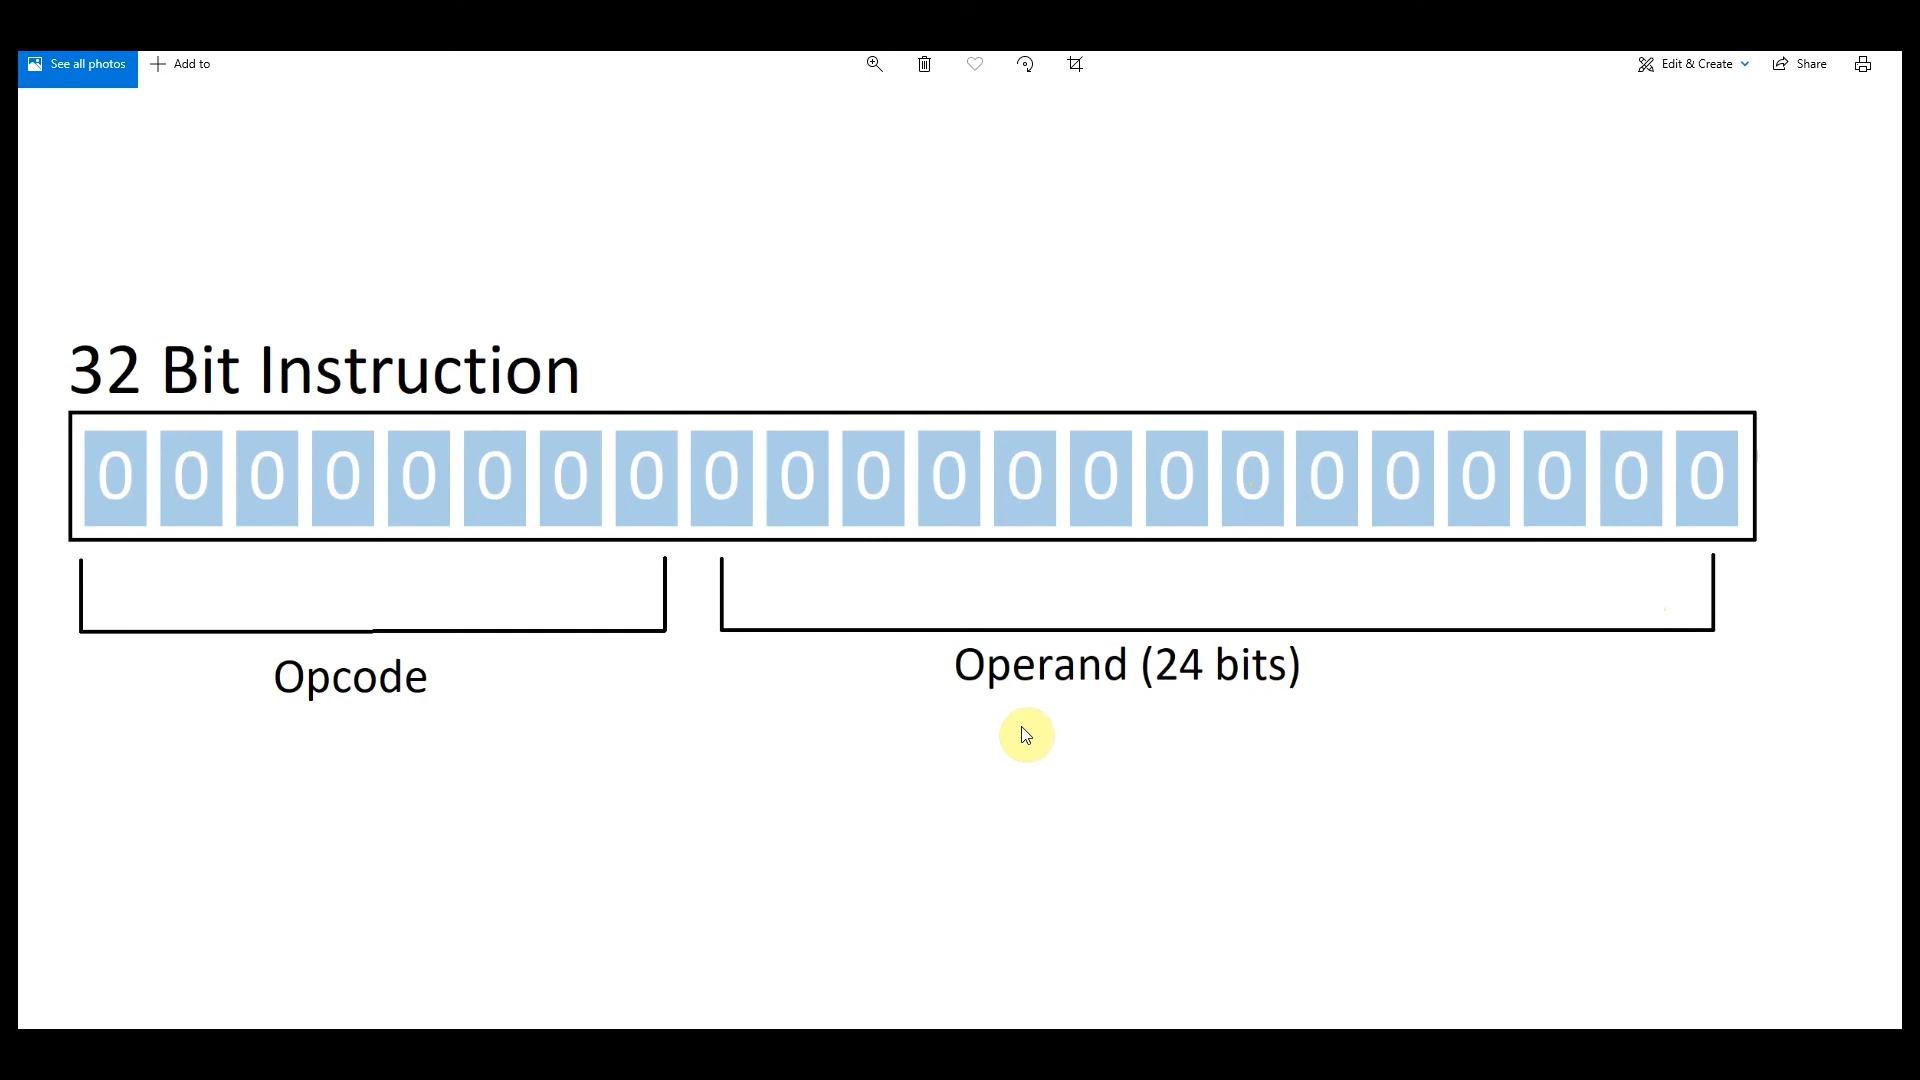 See all photos Add to Edit & Create Share
32 Bit Instruction
0 0 0 0 0 0 0 0 0 0 0 0 0 0 0 0 0 0 0 0 0 0
Opcode Operand (24 bits)